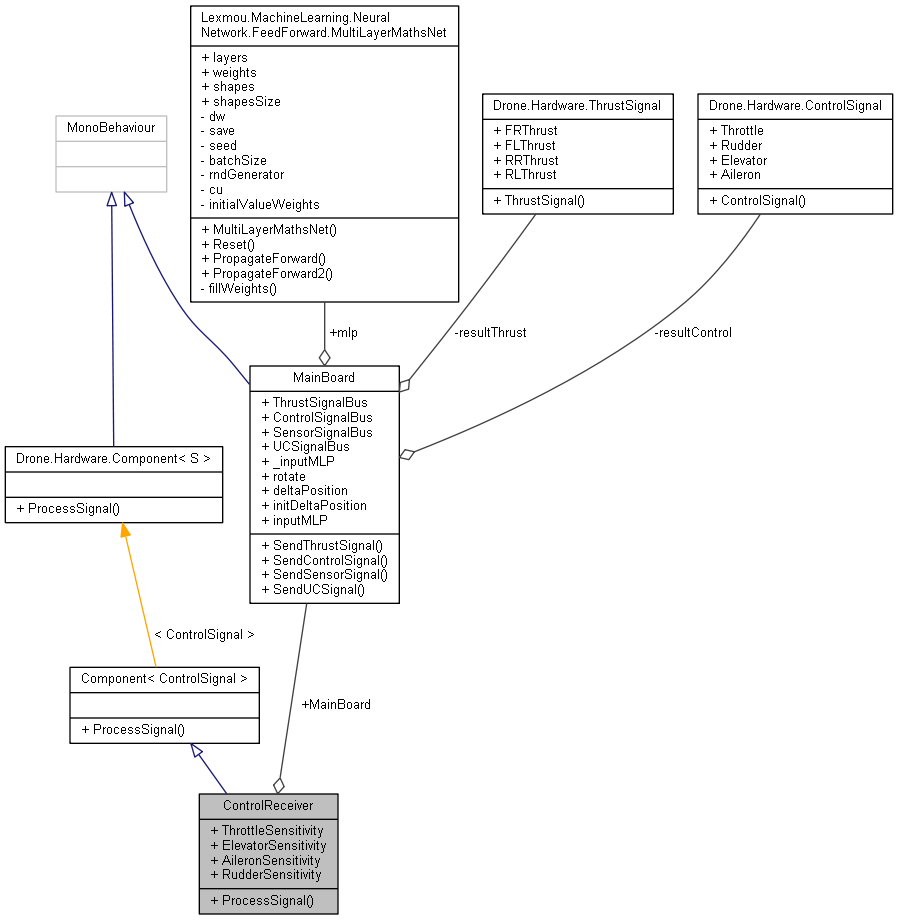 Lexmou.MachineLearning.Neural
Network.FeedForward.MultiLayerMathsNet
+ layers
+ weights
+ shapes
+ shapesSize
- dw
- save
- seed
- batchSize
- rndGenerator
- cu
- initialValueWeights
+ MultiLayerMathsNet()
+ Reset()
+ PropagateForward()
+ PropagateForward2()
- fillWeights()
Drone.Hardware.ThrustSignal
+ FRThrust
+ FLThrust
+ RRThrust
+ RLThrust
+ ThrustSignal()
Drone.Hardware.ControlSignal
+ Throttle
+ Rudder
+ Elevator
+ Aileron
+ ControlSignal()
MonoBehaviour
+mlp
-resultThrust
-resultControl
MainBoard
+ ThrustSignalBus
+ ControlSignalBus
+ SensorSignalBus
+ UCSignalBus
+ _inputMLP
+ rotate
+ deltaPosition
+ initDeltaPosition
+ inputMLP
+ SendThrustSignal()
+ SendControlSignal()
+ SendSensorSignal()
+ SendUCSignal()
Drone.Hardware.Component< S >
+ ProcessSignal()
< ControlSignal >
Component< ControlSignal >
+ ProcessSignal()
+MainBoard
ControlReceiver
+ ThrottleSensitivity
+ ElevatorSensitivity
+ AileronSensitivity
+ RudderSensitivity
+ ProcessSignal()